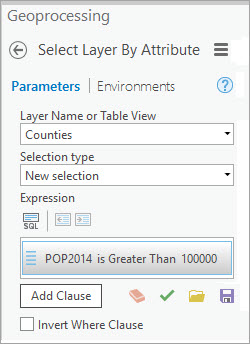 Geoprocessing
Select Layer By Attribute
Parameters | Environments
?
Layer Name or Table View
Counties
Selection type
New selection
Expression
SQL
POP2014 is Greater Than 100000
Add Clause
Invert Where Clause